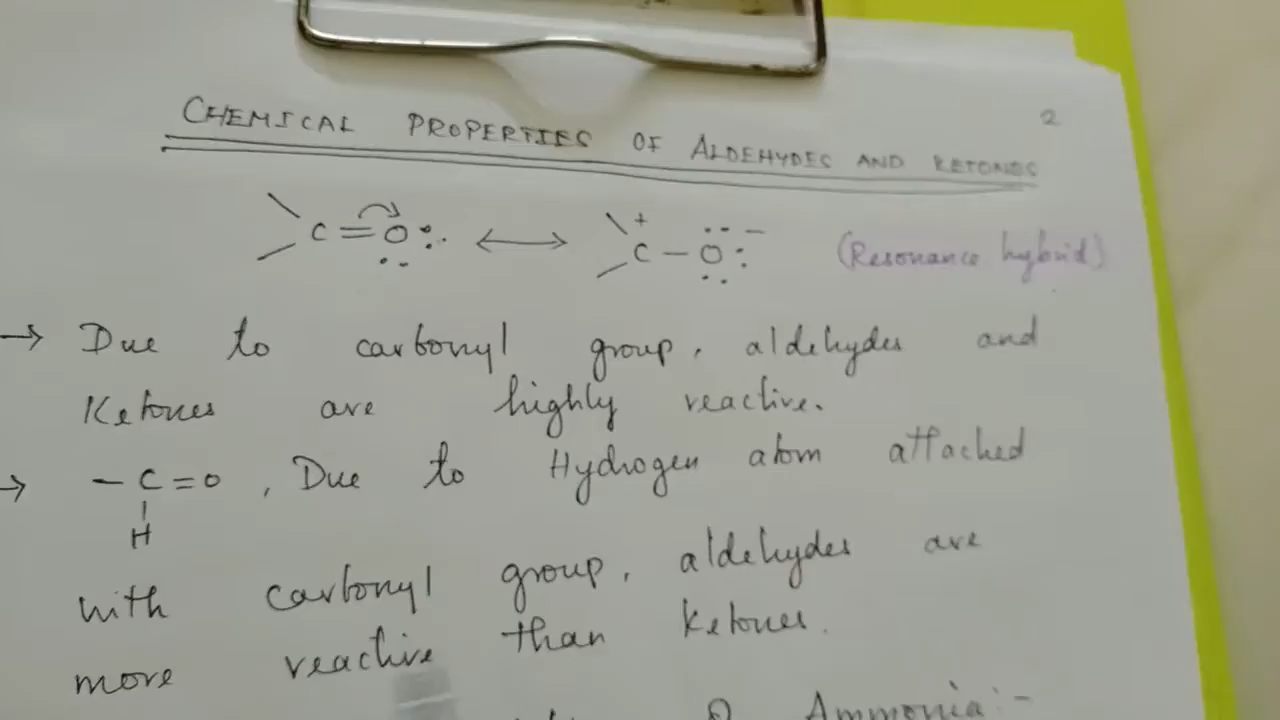 CHEMICAL PROPERTIES OF ALDEHYDES AND KETONES
2
C=O ⟷ C⁺–O⁻ (Resonance hybrid)
→ Due to carbonyl group, aldehydes and
Ketones are highly reactive.
→ –C=O, Due to Hydrogen atom attached
H
with carbonyl group, aldehydes are
more reactive than Ketones.
Ammonia:-